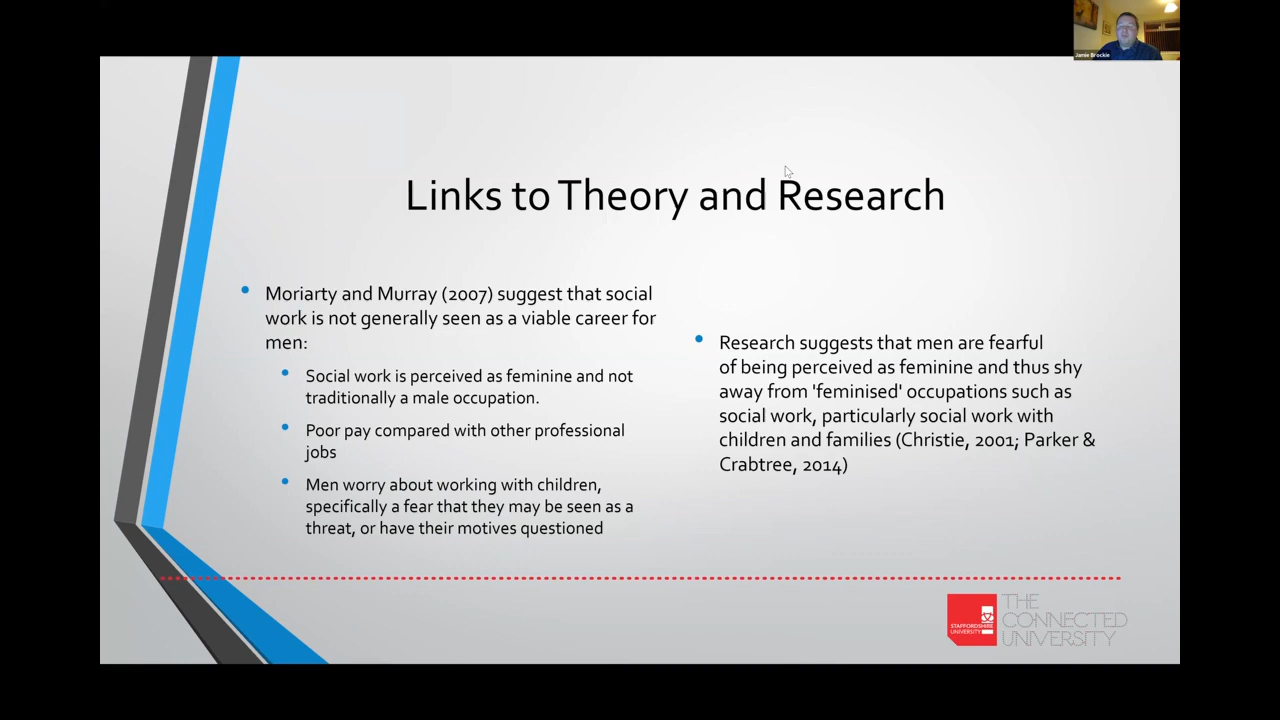 Jamie Brockie
Links to Theory and Research
Moriarty and Murray (2007) suggest that social
work is not generally seen as a viable career for
men:
Social work is perceived as feminine and not
traditionally a male occupation.
Poor pay compared with other professional
jobs
Men worry about working with children,
specifically a fear that they may be seen as a
threat, or have their motives questioned
Research suggests that men are fearful
of being perceived as feminine and thus shy
away from 'feminised' occupations such as
social work, particularly social work with
children and families (Christie, 2001; Parker &
Crabtree, 2014)
STAFFORDSHIRE
UNIVERSITY
THE
CONNECTED
UNIVERSITY